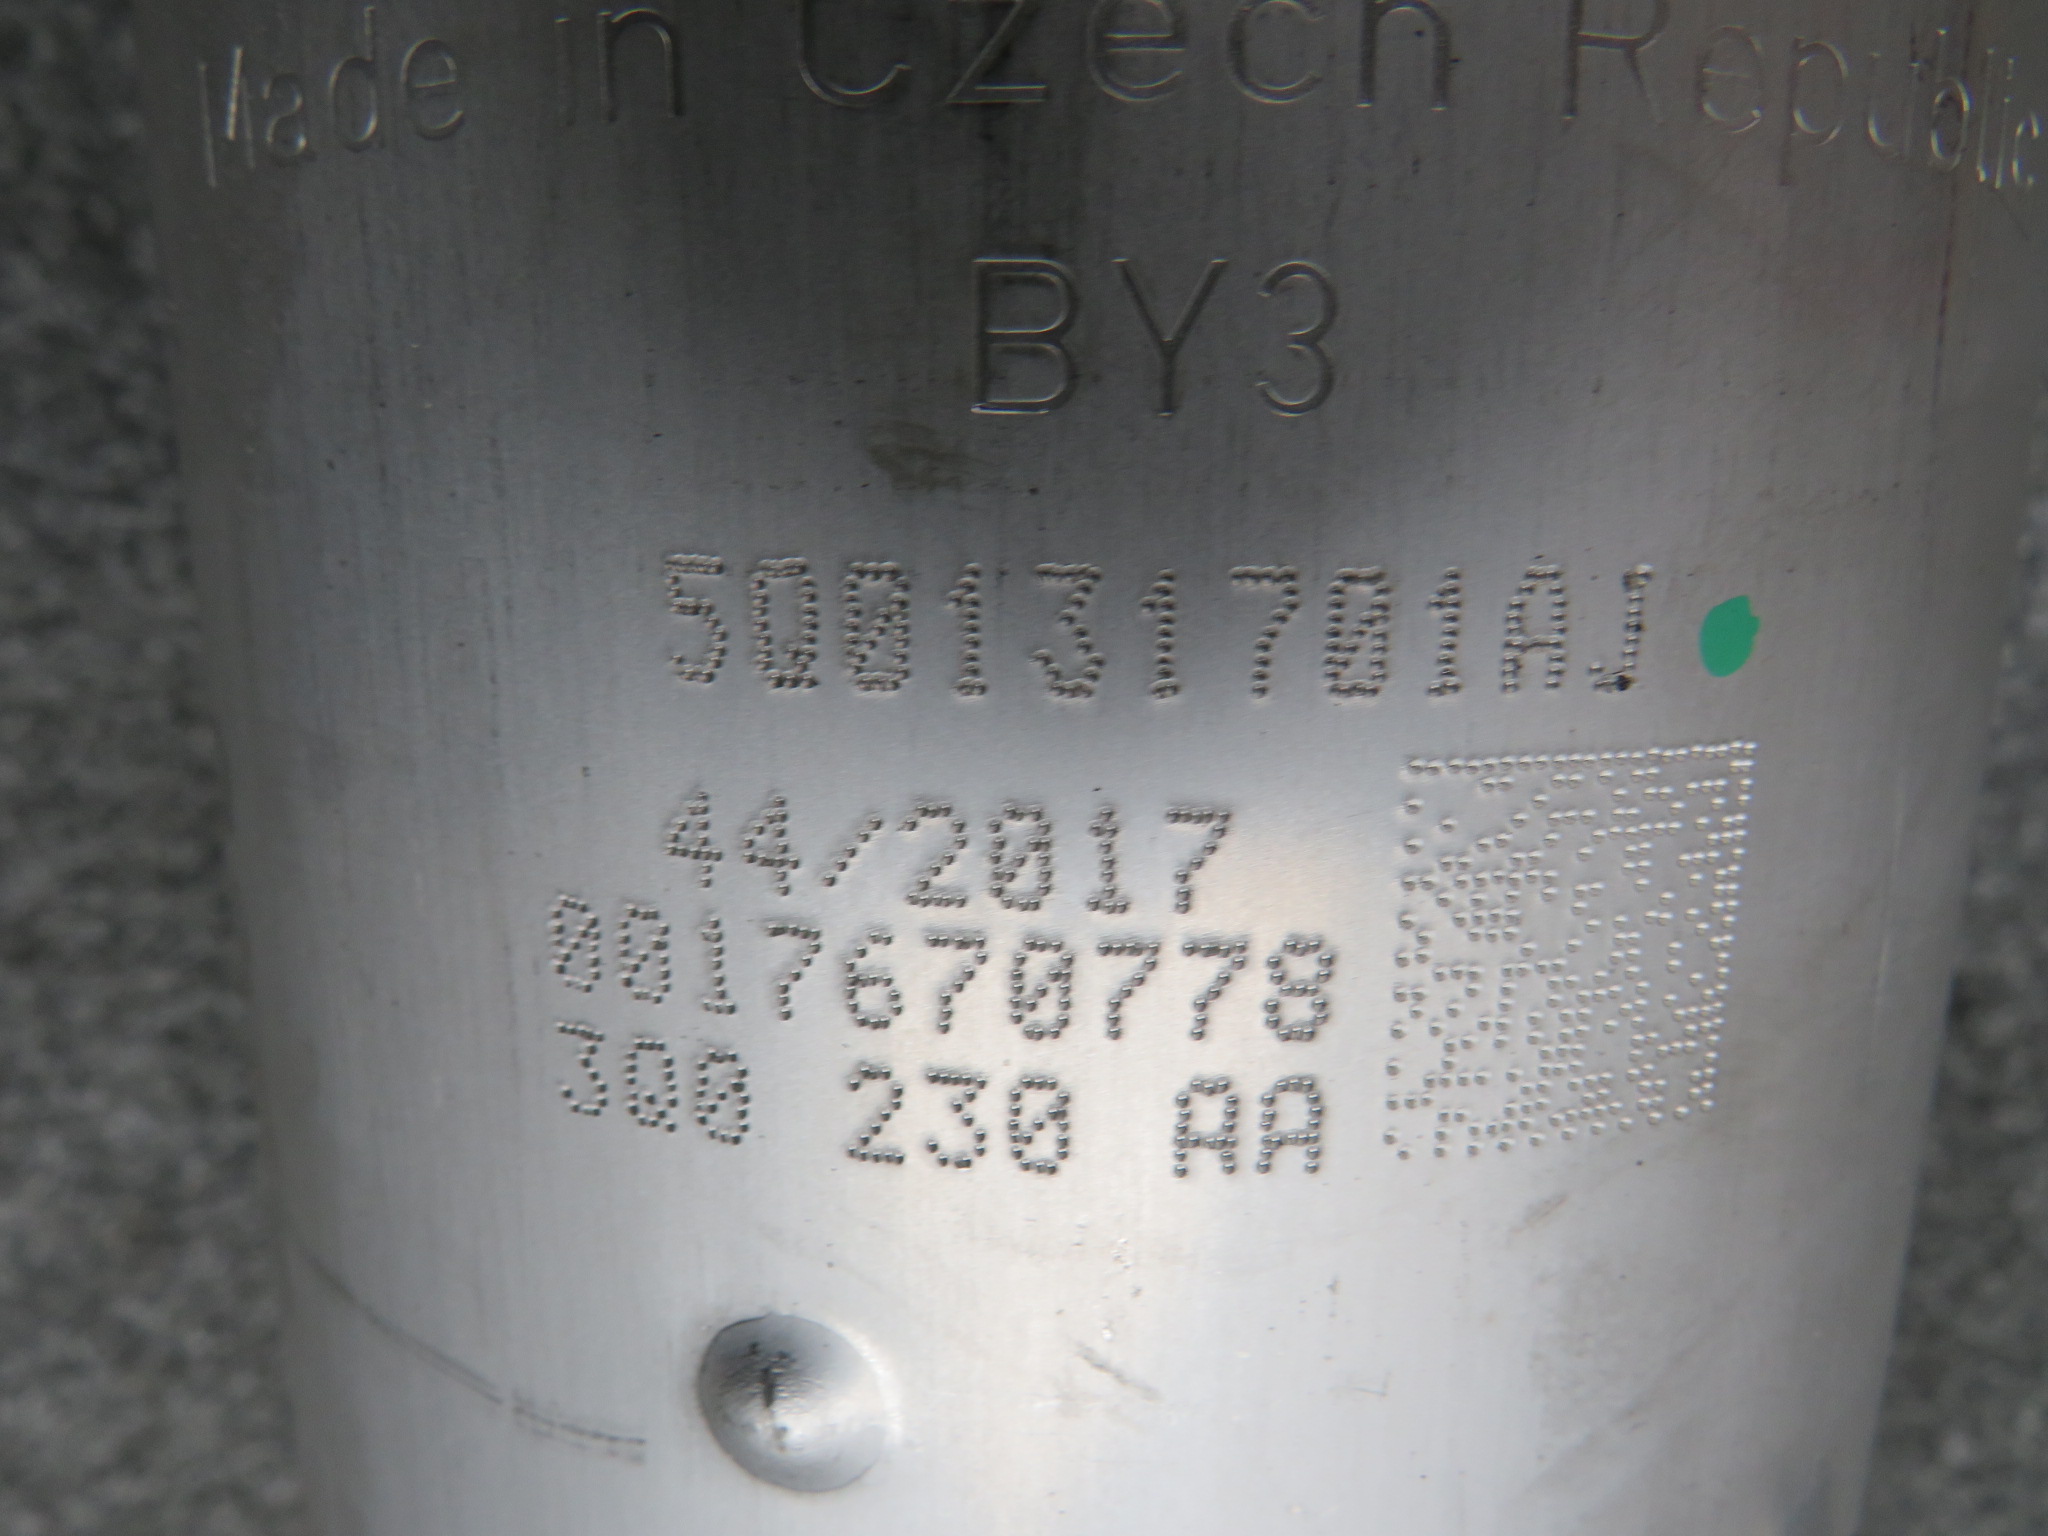 Made in Czech Republic
BY3
5Q0131701AJ
44/2017
0017670778
3Q0 230 AA